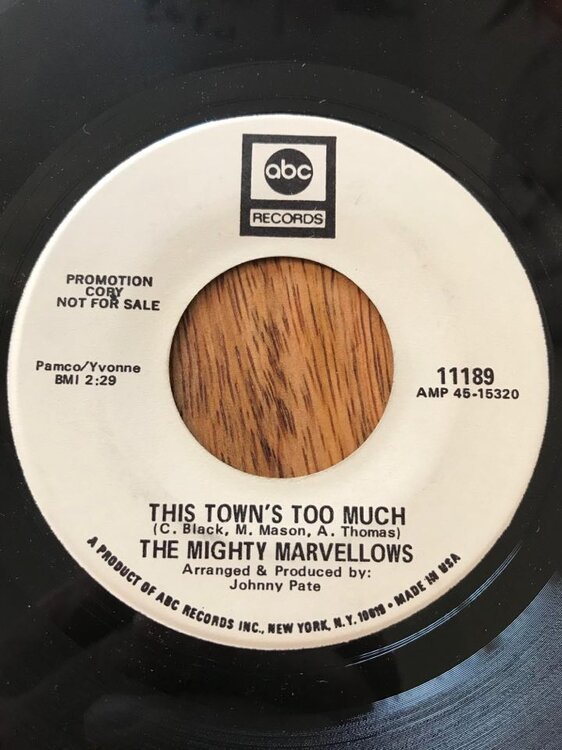 abc
RECORDS
PROMOTION
COPY
NOT FOR SALE
Pamco/Yvonne
BMI 2:29
11189
AMP 45-15320
THIS TOWN'S TOO MUCH
(C. Black, M. Mason, A. Thomas)
THE MIGHTY MARVELLOWS
Arranged & Produced by:
Johnny Pate
A PRODUCT OF ABC RECORDS INC., NEW YORK, N.Y. 10019 • MADE IN USA